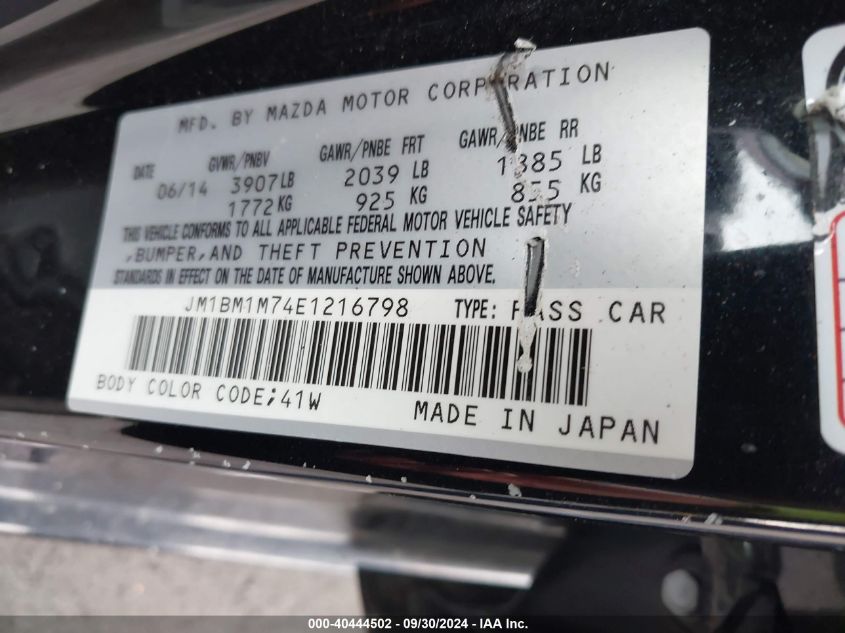 MFD. BY MAZDA MOTOR CORPORATION
DATE GVWR/PNBV GAWR/PNBE FRT GAWR/PNBE RR
06/14 3907LB 2039 LB 1885 LB
1772KG 925 KG 855 KG
THIS VEHICLE CONFORMS TO ALL APPLICABLE FEDERAL MOTOR VEHICLE SAFETY
,BUMPER,AND THEFT PREVENTION
STANDARDS IN EFFECT ON THE DATE OF MANUFACTURE SHOWN ABOVE.
JM1BM1M74E1216798 TYPE: PASS CAR
BODY COLOR CODE;41W MADE IN JAPAN
000-40444502 - 09/30/2024 - IAA Inc.